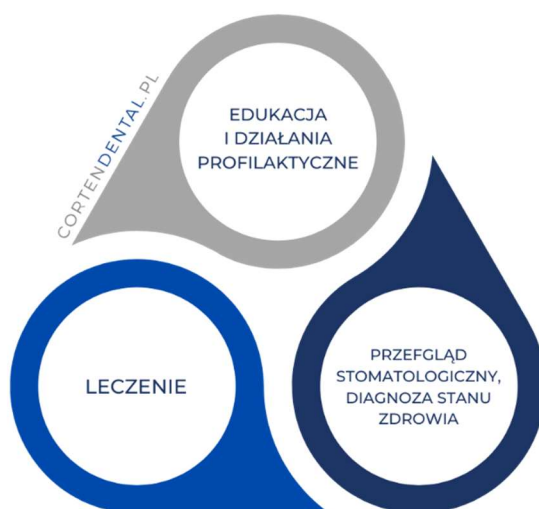 CORTENDENTAL.PL
EDUKACJA
I DZIAŁANIA
PROFILAKTYCZNE
LECZENIE
PRZEFGLĄD
STOMATOLOGICZNY,
DIAGNOZA STANU
ZDROWIA